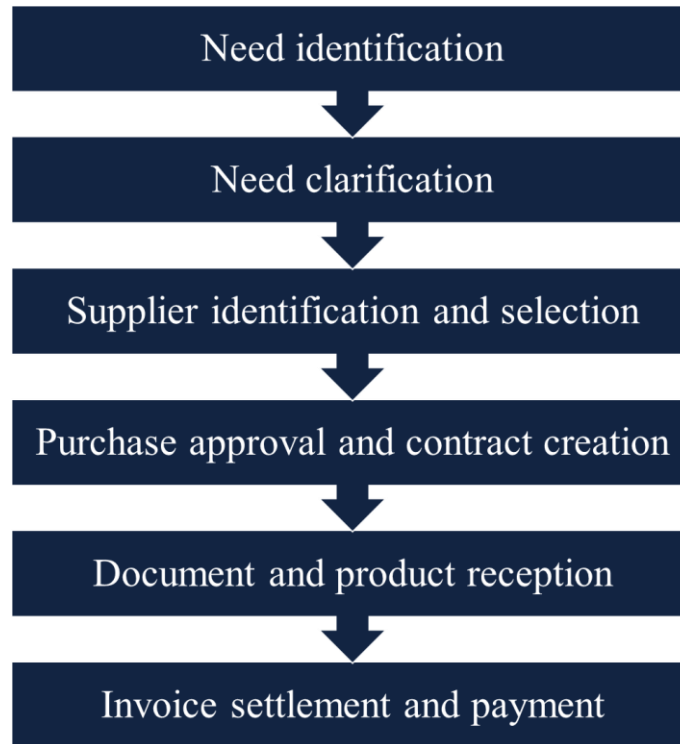 Need identification
Need clarification
Supplier identification and selection
Purchase approval and contract creation
Document and product reception
Invoice settlement and payment